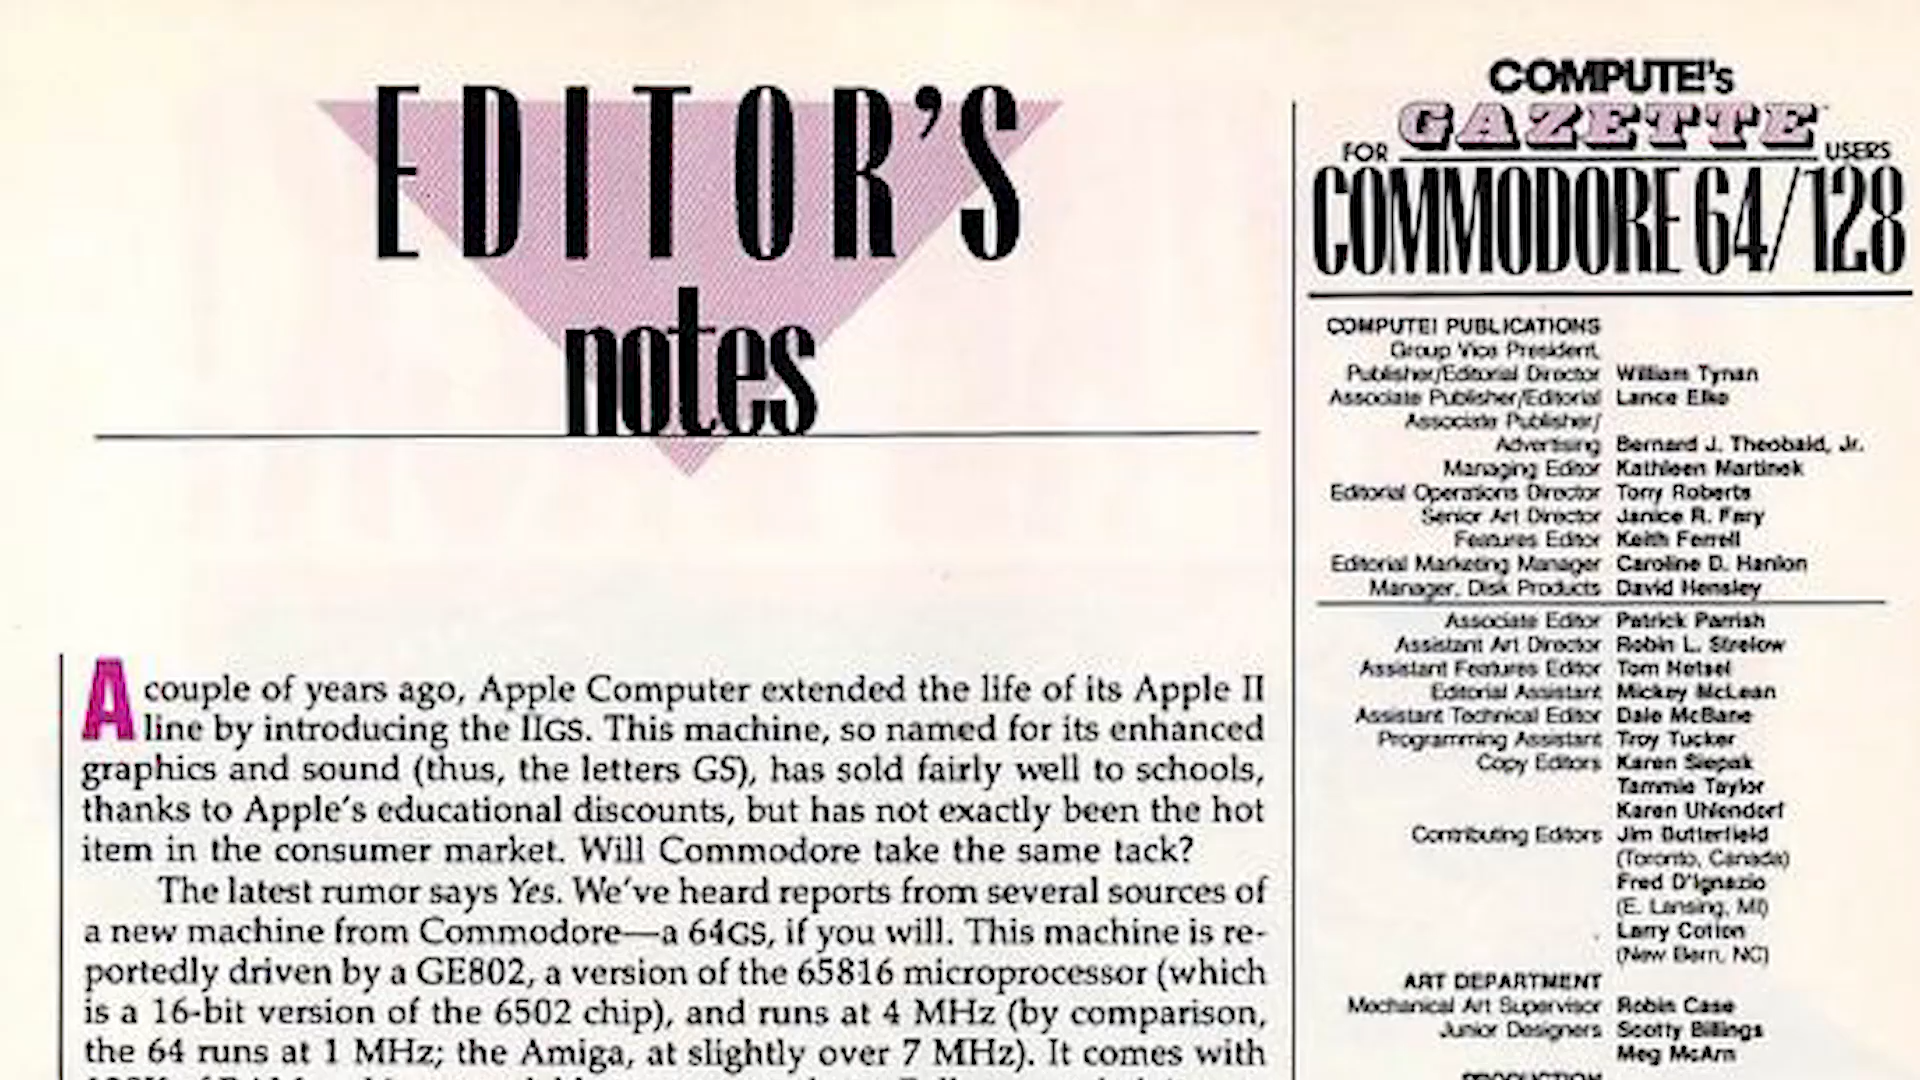 EDITOR'S
notes
A couple of years ago, Apple Computer extended the life of its Apple II
line by introducing the IIGS. This machine, so named for its enhanced
graphics and sound (thus, the letters GS), has sold fairly well to schools,
thanks to Apple's educational discounts, but has not exactly been the hot
item in the consumer market. Will Commodore take the same tack?
The latest rumor says Yes. We've heard reports from several sources of
a new machine from Commodore—a 64GS, if you will. This machine is re-
portedly driven by a GE802, a version of the 65816 microprocessor (which
is a 16-bit version of the 6502 chip), and runs at 4 MHz (by comparison,
the 64 runs at 1 MHz; the Amiga, at slightly over 7 MHz). It comes with
COMPUTE!'s
GAZETTE
FOR USERS
COMMODORE 64/128
COMPUTE! PUBLICATIONS
Group Vice President,
Publisher/Editorial Director William Tynan
Associate Publisher/Editorial Lance Elko
Associate Publisher/
Advertising Bernard J. Theobald, Jr.
Managing Editor Kathleen Martinek
Editorial Operations Director Tony Roberts
Senior Art Director Janice R. Fary
Features Editor Keith Ferrell
Editorial Marketing Manager Caroline D. Hanlon
Manager, Disk Products David Hensley
Associate Editor Patrick Parrish
Assistant Art Director Robin L. Strelow
Assistant Features Editor Tom Netsel
Editorial Assistant Mickey McLean
Assistant Technical Editor Dale McBane
Programming Assistant Troy Tucker
Copy Editors Karen Siepak
Tammie Taylor
Karen Uhlendorf
Contributing Editors Jim Butterfield
(Toronto, Canada)
Fred D'Ignazio
(E. Lansing, MI)
Larry Cotton
(New Bern, NC)
ART DEPARTMENT
Mechanical Art Supervisor Robin Case
Junior Designers Scotty Billings
Meg McArn